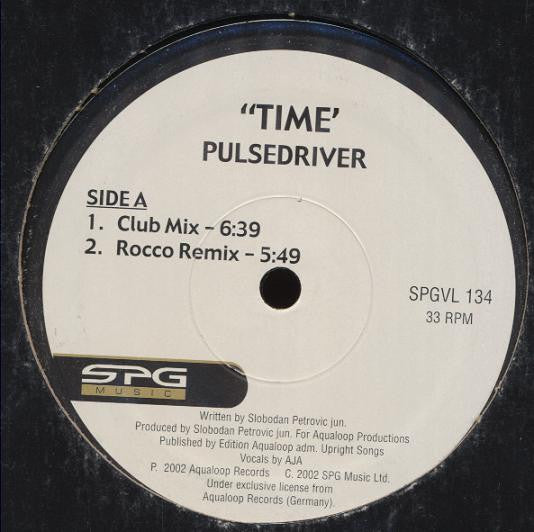 “TIME’
PULSEDRIVER
SIDE A
1. Club Mix – 6:39
2. Rocco Remix – 5:49
SPGVL 134
33 RPM
SPG
MUSIC
Written by Slobodan Petrovic jun.
Produced by Slobodan Petrovic jun. For Aqualoop Productions
Published by Edition Aqualoop adm. Upright Songs
Vocals by AJA
P. 2002 Aqualoop Records C. 2002 SPG Music Ltd.
Under exclusive license from
Aqualoop Records (Germany).